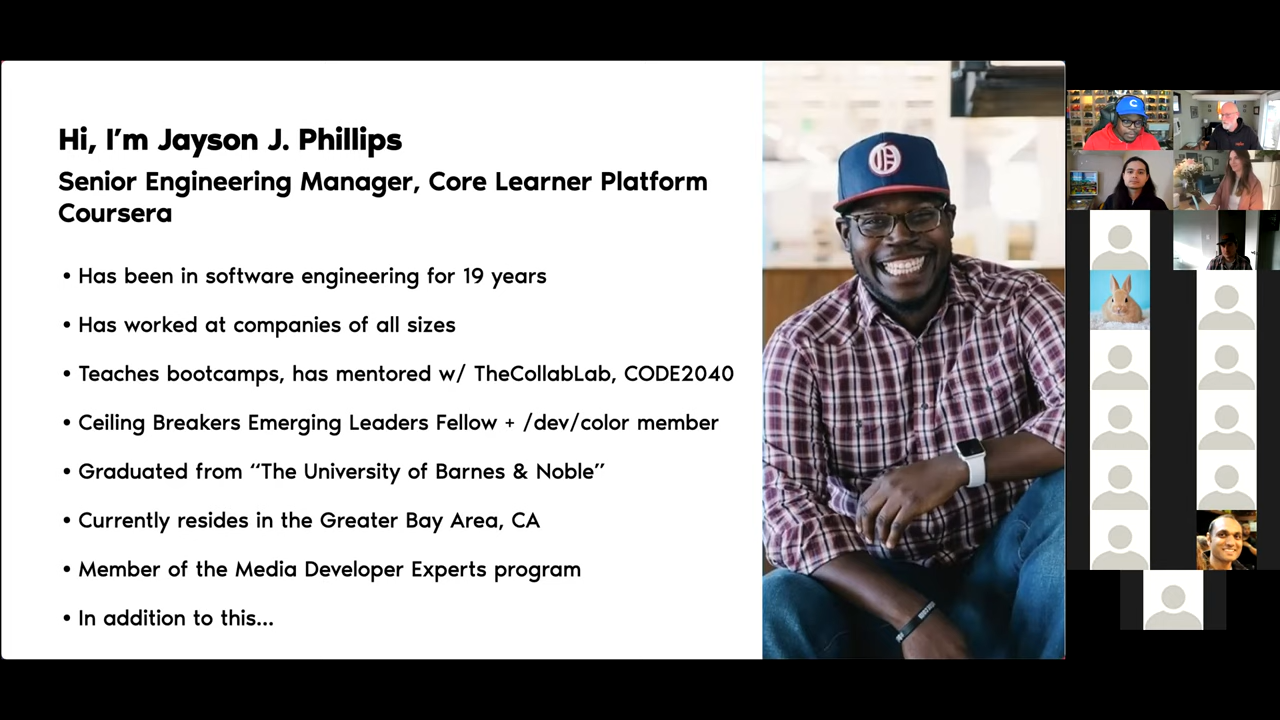 Hi, I'm Jayson J. Phillips
Senior Engineering Manager, Core Learner Platform
Coursera
• Has been in software engineering for 19 years
• Has worked at companies of all sizes
• Teaches bootcamps, has mentored w/ TheCollabLab, CODE2040
• Ceiling Breakers Emerging Leaders Fellow + /dev/color member
• Graduated from “The University of Barnes & Noble”
• Currently resides in the Greater Bay Area, CA
• Member of the Media Developer Experts program
• In addition to this...